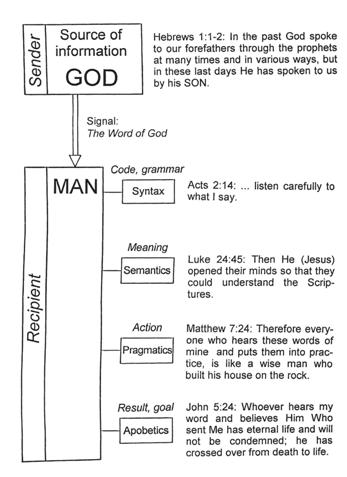 Sender
Source of
information
GOD
Hebrews 1:1-2: In the past God spoke
to our forefathers through the prophets
at many times and in various ways, but
in these last days He has spoken to us
by his SON.
Signal:
The Word of God
Recipient
MAN
Code, grammar
Syntax
Acts 2:14: ... listen carefully to
what I say.
Meaning
Semantics
Luke 24:45: Then He (Jesus)
opened their minds so that they
could understand the Scrip-
tures.
Action
Pragmatics
Matthew 7:24: Therefore every-
one who hears these words of
mine and puts them into prac-
tice, is like a wise man who
built his house on the rock.
Result, goal
Apobetics
John 5:24: Whoever hears my
word and believes Him Who
sent Me has eternal life and will
not be condemned; he has
crossed over from death to life.